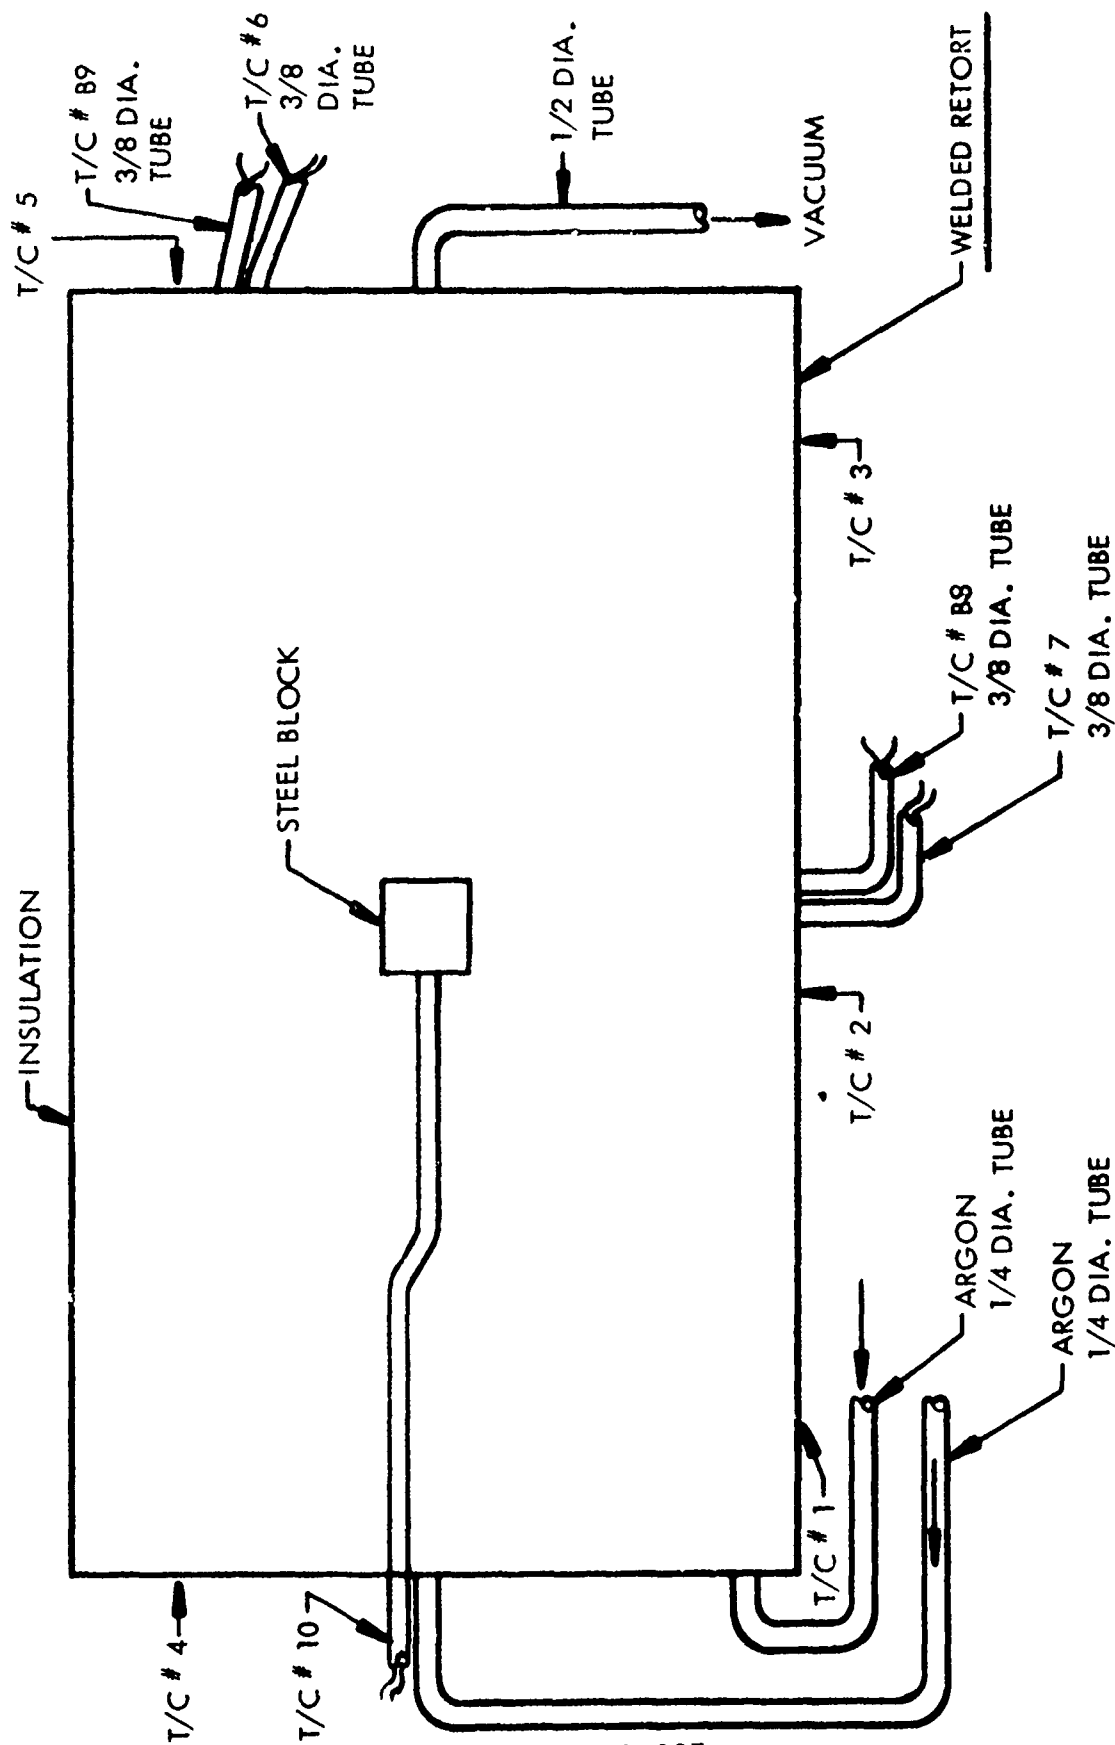 INSULATION
STEEL BLOCK
T/C # 5
T/C # B9
3/8 DIA.
TUBE
T/C # 6
3/8
DIA.
TUBE
1/2 DIA.
TUBE
VACUUM
WELDED RETORT
T/C # 3
T/C # B8
3/8 DIA. TUBE
T/C # 7
3/8 DIA. TUBE
T/C # 2
ARGON
1/4 DIA. TUBE
ARGON
1/4 DIA. TUBE
T/C # 1
T/C # 4
T/C # 10